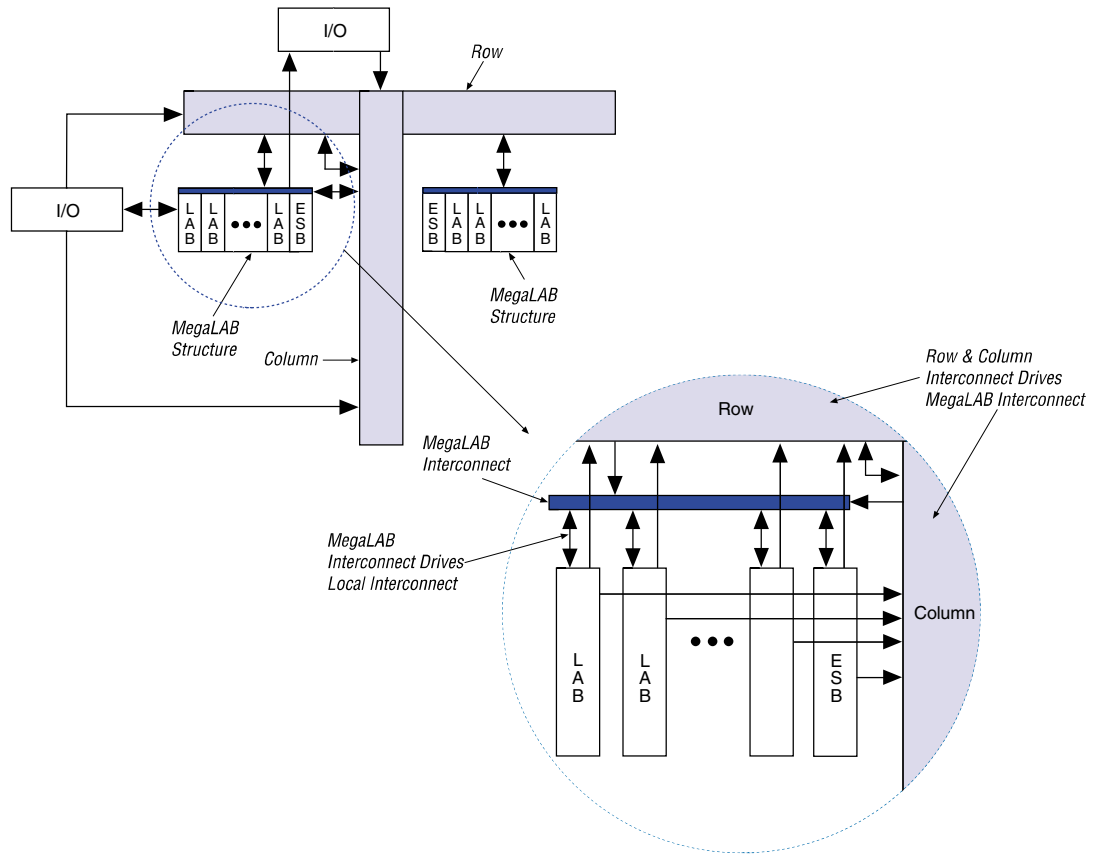 I/O
Row
I/O
L
A
B
L
A
B
L
A
B
E
S
B
E
S
B
L
A
B
L
A
B
L
A
B
MegaLAB
Structure
MegaLAB
Structure
Column
Row & Column
Interconnect Drives
MegaLAB Interconnect
Row
MegaLAB
Interconnect
MegaLAB
Interconnect Drives
Local Interconnect
Column
L
A
B
L
A
B
E
S
B